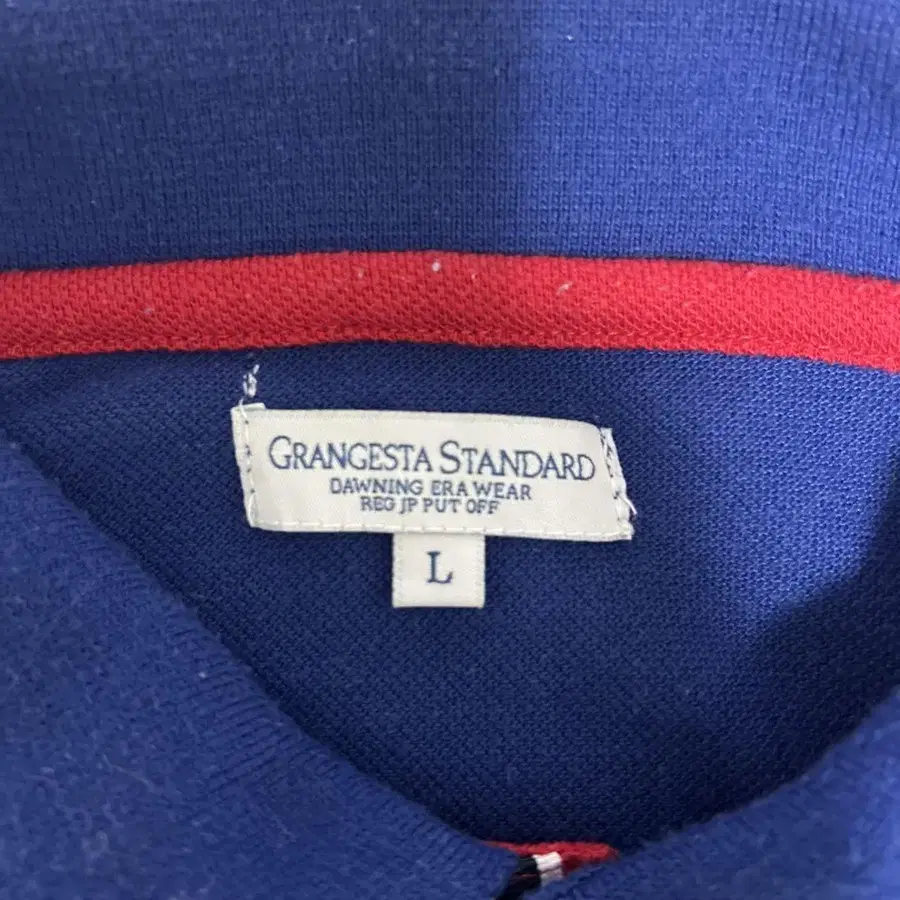 GRANGESTA STANDARD
DAWNING ERA WEAR
REG JP PUT OFF
L